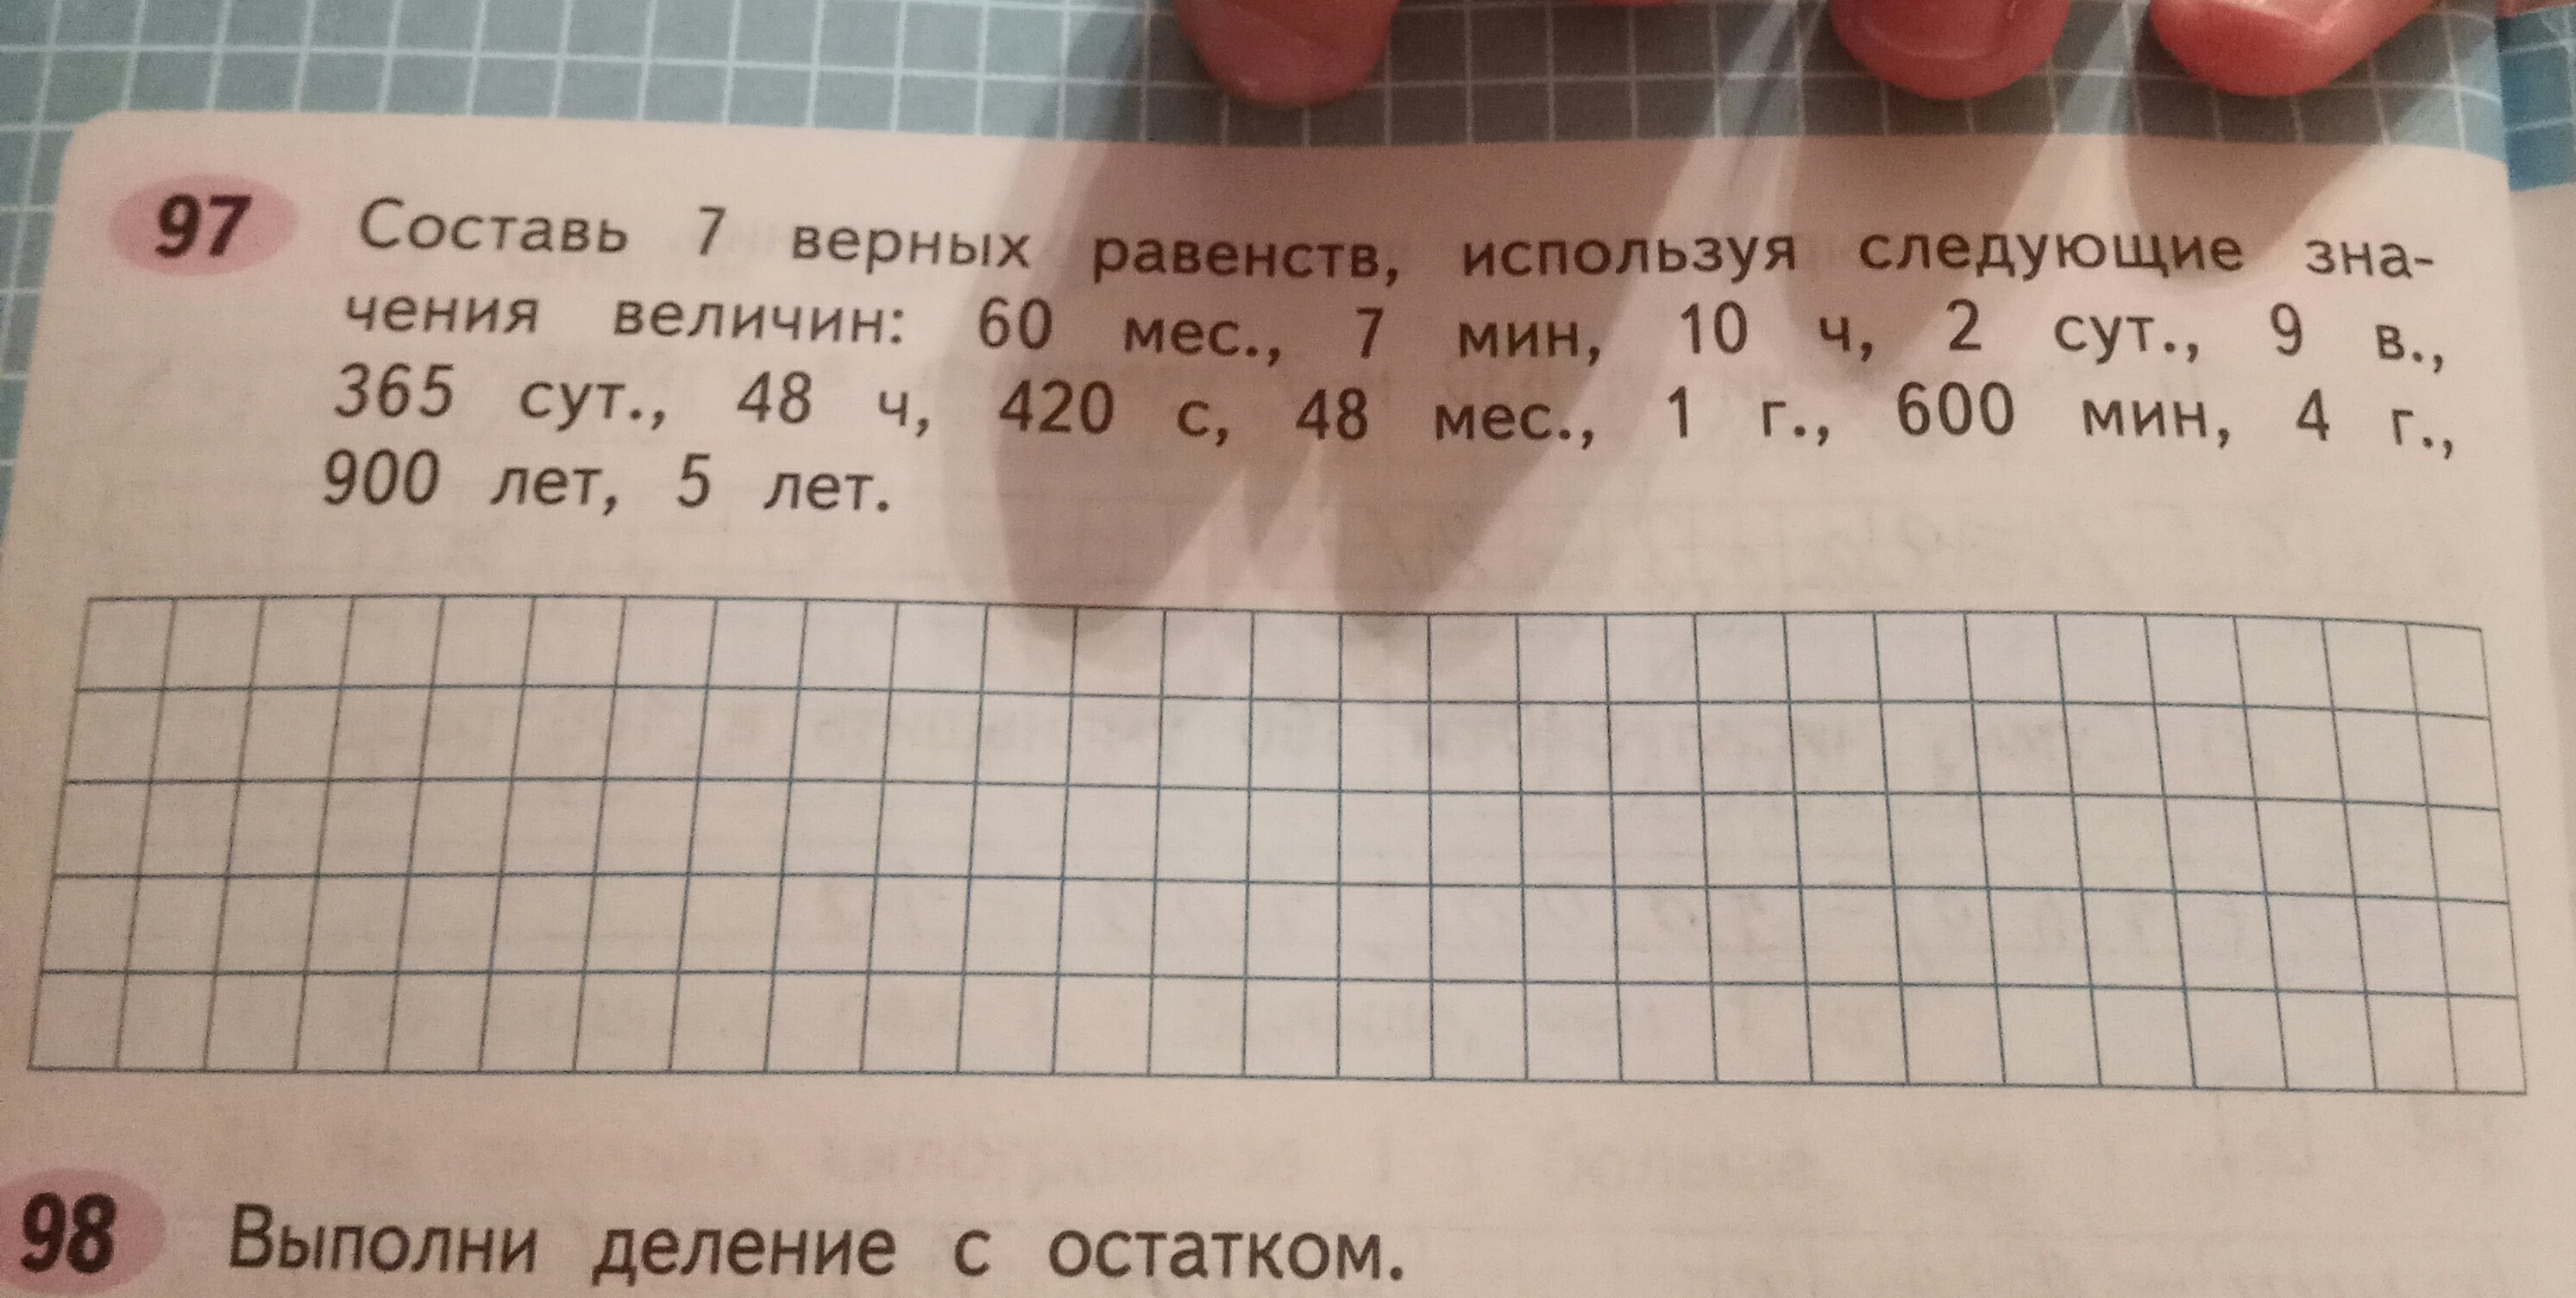 97 Составь 7 верных равенств, используя следующие зна-
чения величин: 60 мес., 7 мин, 10 ч, 2 сут., 9 в.,
365 сут., 48 ч, 420 с, 48 мес., 1 г., 600 мин, 4 г.,
900 лет, 5 лет.
98 Выполни деление с остатком.